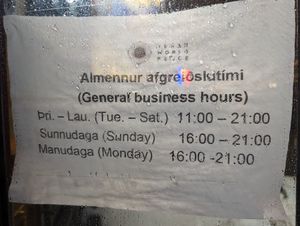 Almennur afgreiðslutími
(General business hours)
Þri. – Lau. (Tue. – Sat.) 11:00 – 21:00
Sunnudaga (Sunday) 16:00 – 21:00
Manudaga (Monday) 16:00 -21:00